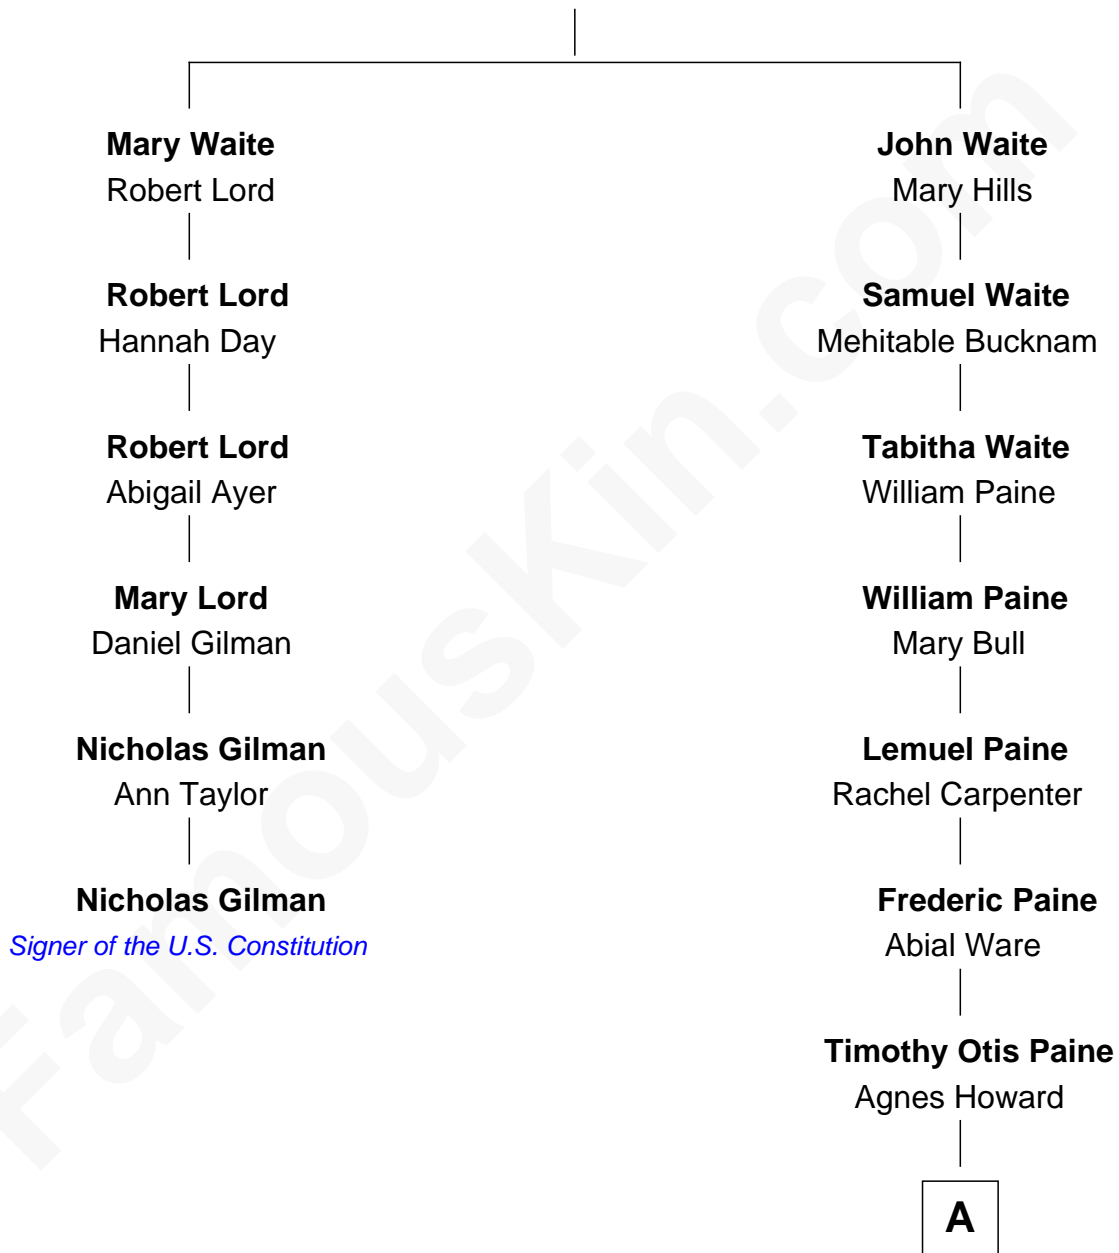 Mary Waite
Robert Lord
Robert Lord
Hannah Day
Robert Lord
Abigail Ayer
Mary Lord
Daniel Gilman
Nicholas Gilman
Ann Taylor
Nicholas Gilman
Signer of the U.S. Constitution
John Waite
Mary Hills
Samuel Waite
Mehitable Bucknam
Tabitha Waite
William Paine
William Paine
Mary Bull
Lemuel Paine
Rachel Carpenter
Frederic Paine
Abial Ware
Timothy Otis Paine
Agnes Howard
A
FamousKin.com